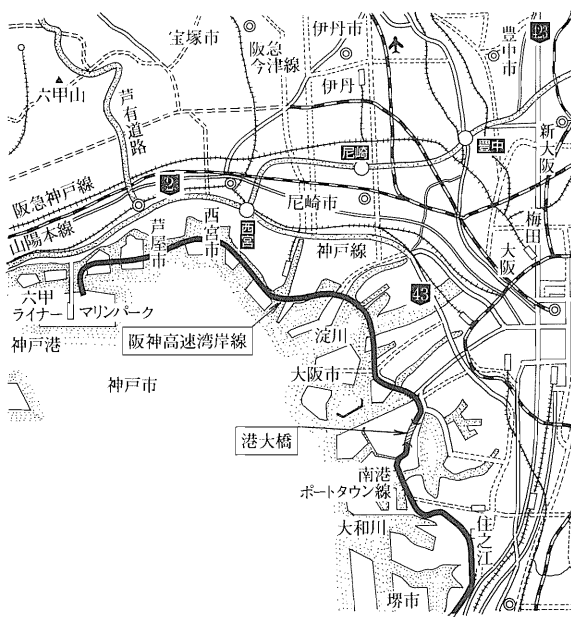 宝塚市
阪急
今津線
伊丹市
豊中市
423
六甲山
芦有道路
伊丹
尼崎
豊中
新大阪
阪急神戸線
2
尼崎市
梅田
山陽本線
芦屋市
西宮市
西宮
神戸線
大阪
43
六甲
ライナー
マリンパーク
淀川
神戸港
阪神高速湾岸線
神戸市
大阪市
港大橋
南港
ポートタウン線
大和川
住之江
堺市